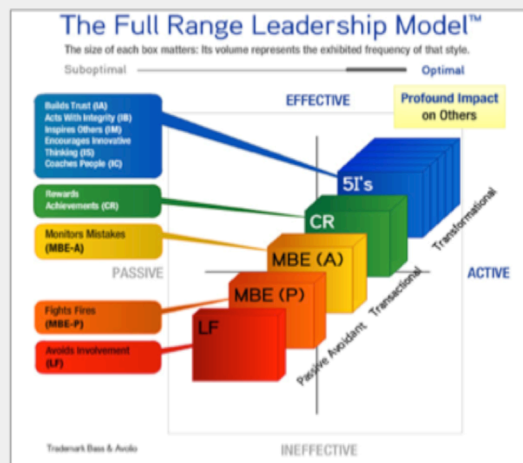 The Full Range Leadership Model™
The size of each box matters: Its volume represents the exhibited frequency of that style.
Suboptimal
Optimal
EFFECTIVE
Profound Impact
on Others
Builds Trust (IA)
Acts With Integrity (IB)
Inspires Others (IM)
Encourages Innovative
Thinking (IS)
Coaches People (IC)
5I's
Rewards
Achievements (CR)
CR
Transformational
Monitors Mistakes
(MBE-A)
MBE (A)
Transactional
PASSIVE
ACTIVE
MBE (P)
Passive Avoidant
Fights Fires
(MBE-P)
LF
Avoids Involvement
(LF)
Trademark Bass & Avolio
INEFFECTIVE